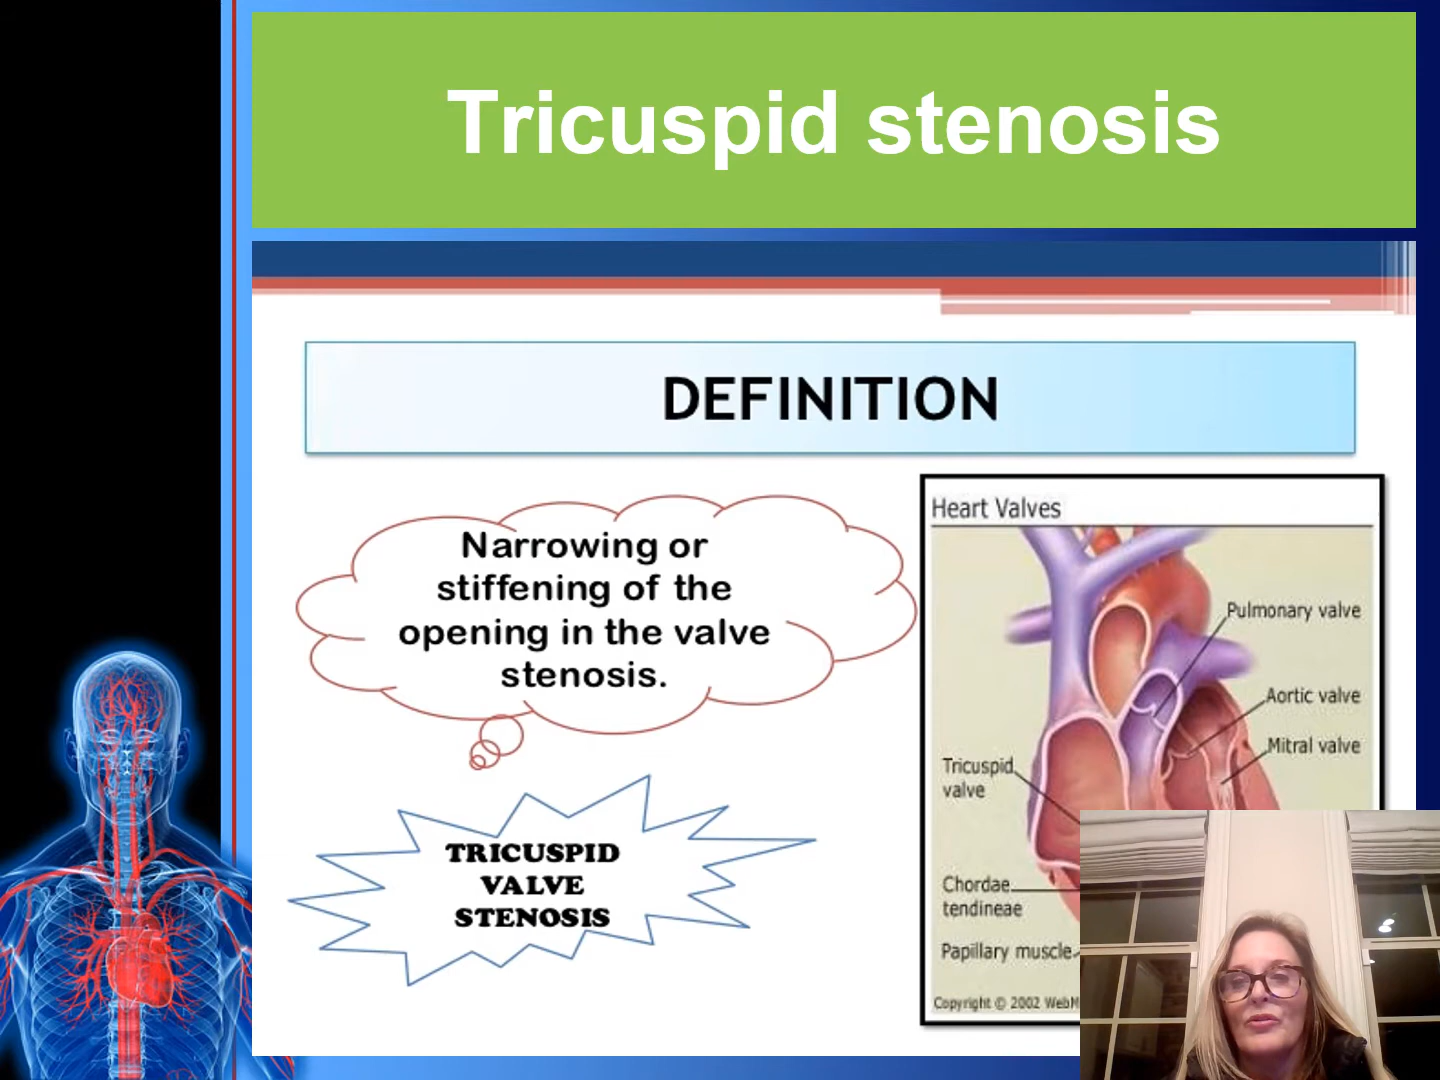 Tricuspid stenosis
DEFINITION
Narrowing or
stiffening of the
opening in the valve
stenosis.
TRICUSPID
VALVE
STENOSIS
Heart Valves
Pulmonary valve
Aortic valve
Mitral valve
Tricuspid
valve
Chordae
tendineae
Papillary muscle
Copyright © 2002